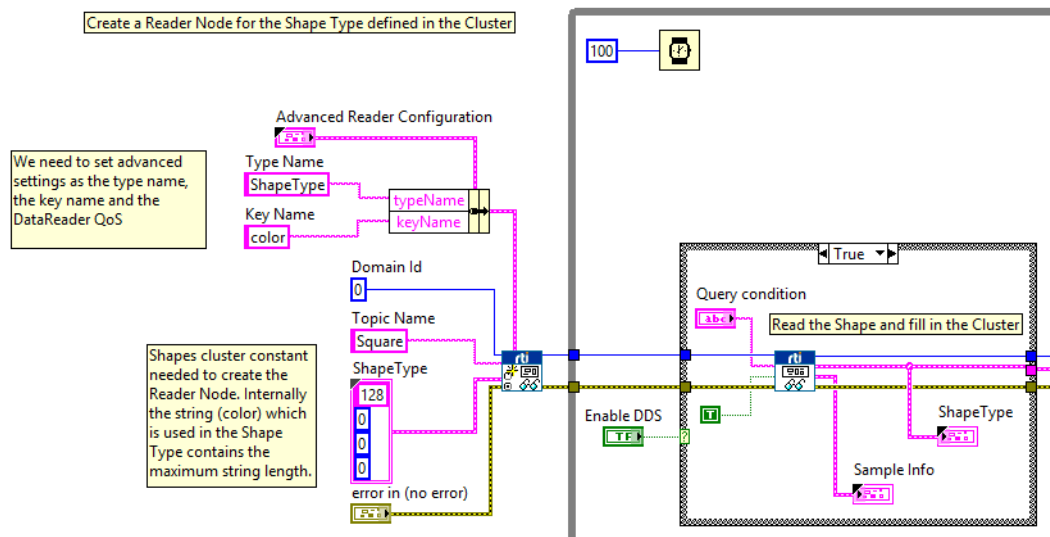 Create a Reader Node for the Shape Type defined in the Cluster
100
Advanced Reader Configuration
We need to set advanced
settings as the type name,
the key name and the
DataReader QoS
Type Name
ShapeType
typeName
Key Name
keyName
color
Domain Id
0
Topic Name
Square
rti
Shapes cluster constant
needed to create the
Reader Node. Internally
the string (color) which
is used in the Shape
Type contains the
maximum string length.
ShapeType
128
0
0
0
error in (no error)
True
Query condition
abc
Read the Shape and fill in the Cluster
rti
T
Enable DDS
TF
?
ShapeType
Sample Info